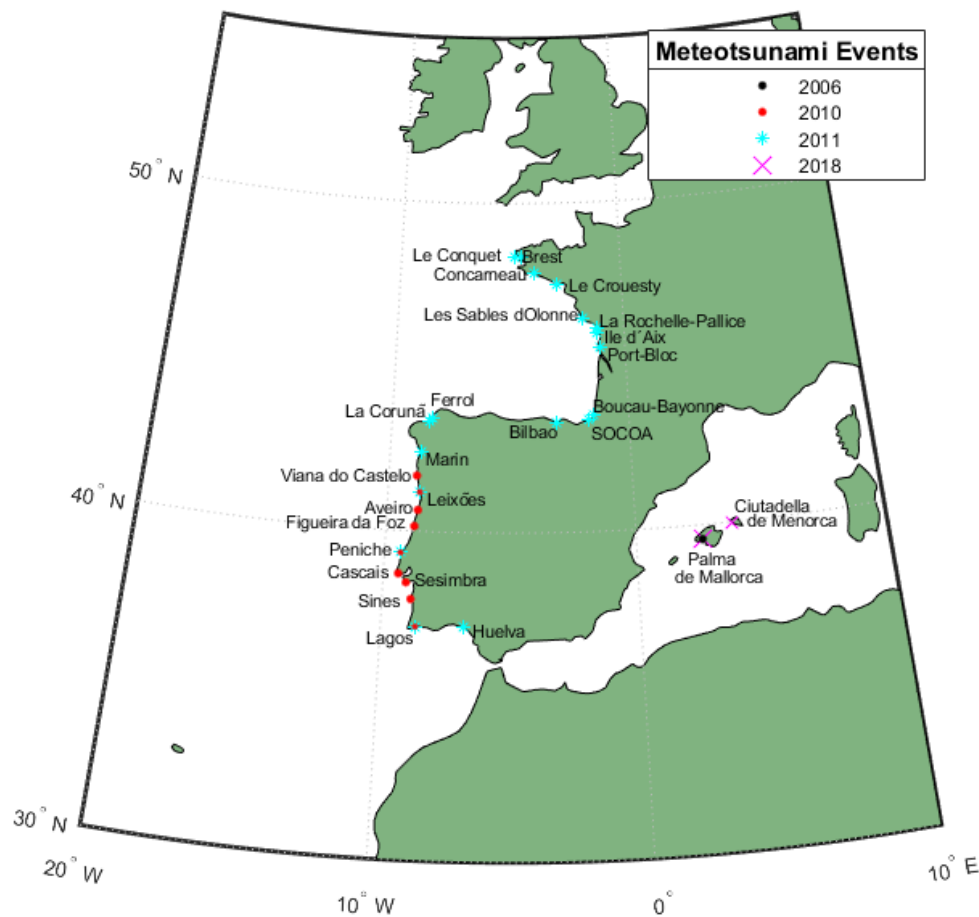 Meteotsunami Events
2006
2010
2011
2018
50° N
Le Conquet
Brest
Concarneau
Le Crouesty
Les Sables dOlonne
La Rochelle-Pallice
Ile d´Aix
Port-Bloc
Ferrol
La Corunã
Boucau-Bayonne
Bilbao
SOCOA
Marin
Viana do Castelo
40° N
Leixões
Aveiro
Figueira da Foz
Ciutadella
de Menorca
Peniche
Palma
de Mallorca
Cascais
Sesimbra
Sines
Lagos
Huelva
30° N
20° W
10° W
0°
10° E